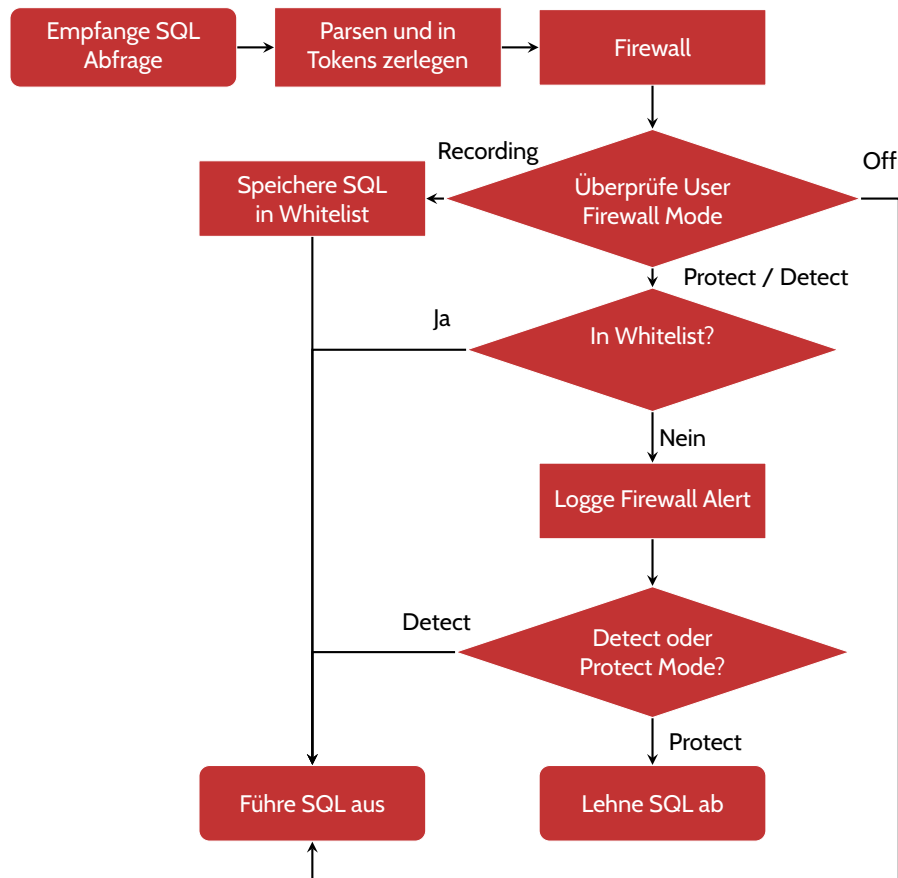 Empfange SQL
Abfrage
Parsen und in
Tokens zerlegen
Firewall
Recording
Off
Speichere SQL
in Whitelist
Überprüfe User
Firewall Mode
Protect / Detect
Ja
In Whitelist?
Nein
Logge Firewall Alert
Detect
Detect oder
Protect Mode?
Protect
Führe SQL aus
Lehne SQL ab